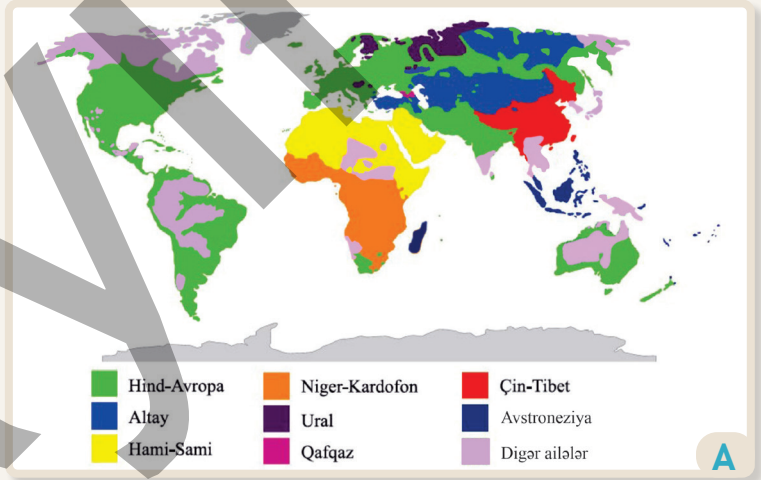 Hind-Avropa
Altay
Hami-Sami
Niger-Kardofon
Ural
Qafqaz
Çin-Tibet
Avstroneziya
Digər ailələr
A